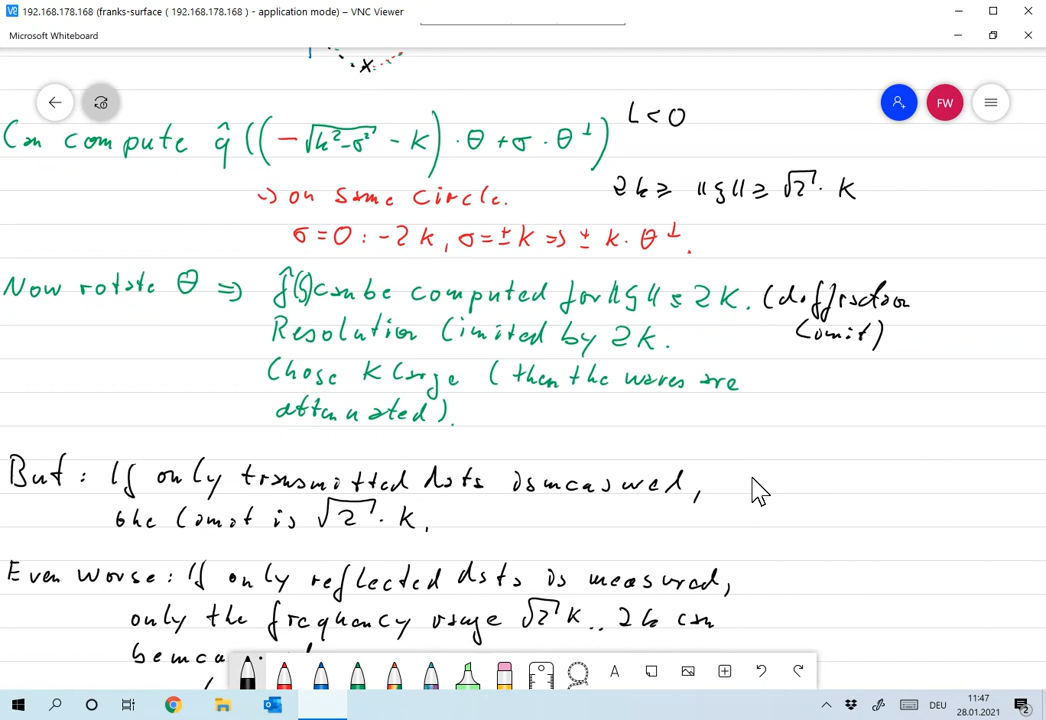 192.168.178.168 (franks-surface ( 192.168.178.168 ) - application mode) – VNC Viewer
Microsoft Whiteboard
FW
L < 0
Can compute q̂ ((-√(k²-σ²) - k) · θ + σ · θ⊥)
2k ≥ ||ξ|| ≥ √2 · k
-> on same circle.
σ = 0 : -2k, σ = ± k => ± k · θ⊥.
Now rotate θ => f̂(ξ) can be computed for ||ξ|| ≤ 2k. (diffraction
Limit)
Resolution limited by 2k.
Chose k large (then the waves are
attenuated).
But: If only transmitted data is measured,
the limit is √2 · k.
Even worse: If only reflected data is measured,
only the frequency range √2 k .. 2k can
be
A
DEU
11:47
28.01.2021
2